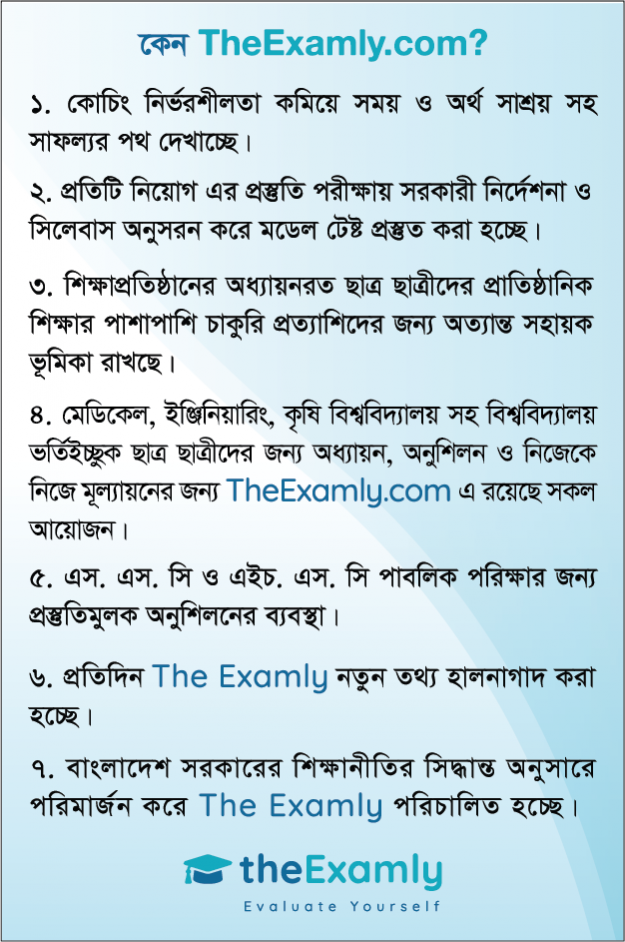 কেন TheExamly.com?
১. কোচিং নির্ভরশীলতা কমিয়ে সময় ও অর্থ সাশ্রয় সহ
সাফল্যর পথ দেখাচ্ছে।
২. প্রতিটি নিয়োগ এর প্রস্তুতি পরীক্ষায় সরকারী নির্দেশনা ও
সিলেবাস অনুসরন করে মডেল টেষ্ট প্রস্তুত করা হচ্ছে।
৩. শিক্ষাপ্রতিষ্ঠানের অধ্যায়নরত ছাত্র ছাত্রীদের প্রাতিষ্ঠানিক
শিক্ষার পাশাপাশি চাকুরি প্রত্যাশিদের জন্য অত্যান্ত সহায়ক
ভূমিকা রাখছে।
৪. মেডিকেল, ইঞ্জিনিয়ারিং, কৃষি বিশ্ববিদ্যালয় সহ বিশ্ববিদ্যালয়
ভর্তিইচ্ছুক ছাত্র ছাত্রীদের জন্য অধ্যায়ন, অনুশিলন ও নিজেকে
নিজে মূল্যায়নের জন্য TheExamly.com এ রয়েছে সকল
আয়োজন।
৫. এস. এস. সি ও এইচ. এস. সি পাবলিক পরিক্ষার জন্য
প্রস্তুতিমুলক অনুশিলনের ব্যবস্থা।
৬. প্রতিদিন The Examly নতুন তথ্য হালনাগাদ করা
হচ্ছে।
৭. বাংলাদেশ সরকারের শিক্ষানীতির সিদ্ধান্ত অনুসারে
পরিমার্জন করে The Examly পরিচালিত হচ্ছে।
theExamly
Evaluate Yourself